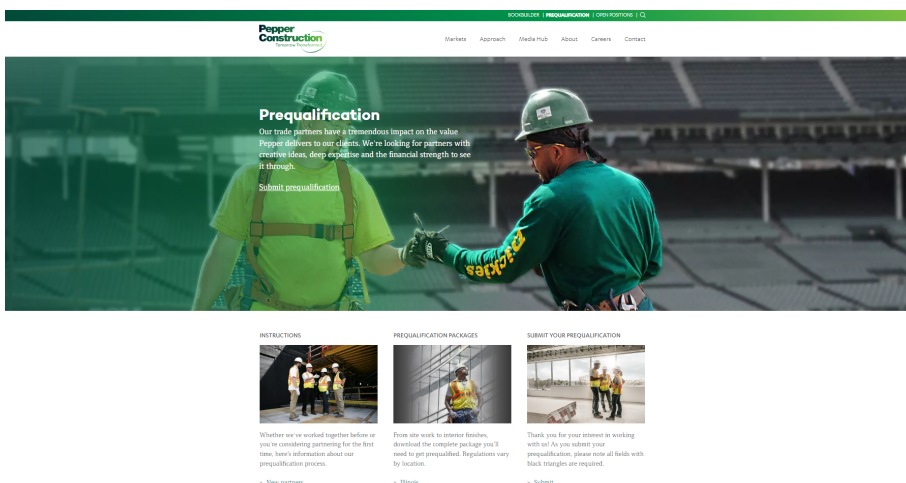 BOOKBUILDER | PREQUALIFICATION | OPEN POSITIONS |
Pepper
Construction
Tomorrow Transformed
Markets Approach Media Hub About Careers Contact
Prequalification
Our trade partners have a tremendous impact on the value
Pepper delivers to our clients. We're looking for partners with
creative ideas, deep expertise and the financial strength to see
it through.
Submit prequalification
Dickies
INSTRUCTIONS
Whether we've worked together before or
you're considering partnering for the first
time, here's information about our
prequalification process.
New partners
PREQUALIFICATION PACKAGES
From site work to interior finishes,
download the complete package you'll
need to get prequalified. Regulations vary
by location.
Illinois
SUBMIT YOUR PREQUALIFICATION
Thank you for your interest in working
with us! As you submit your
prequalification, please note all fields with
black triangles are required.
Submit